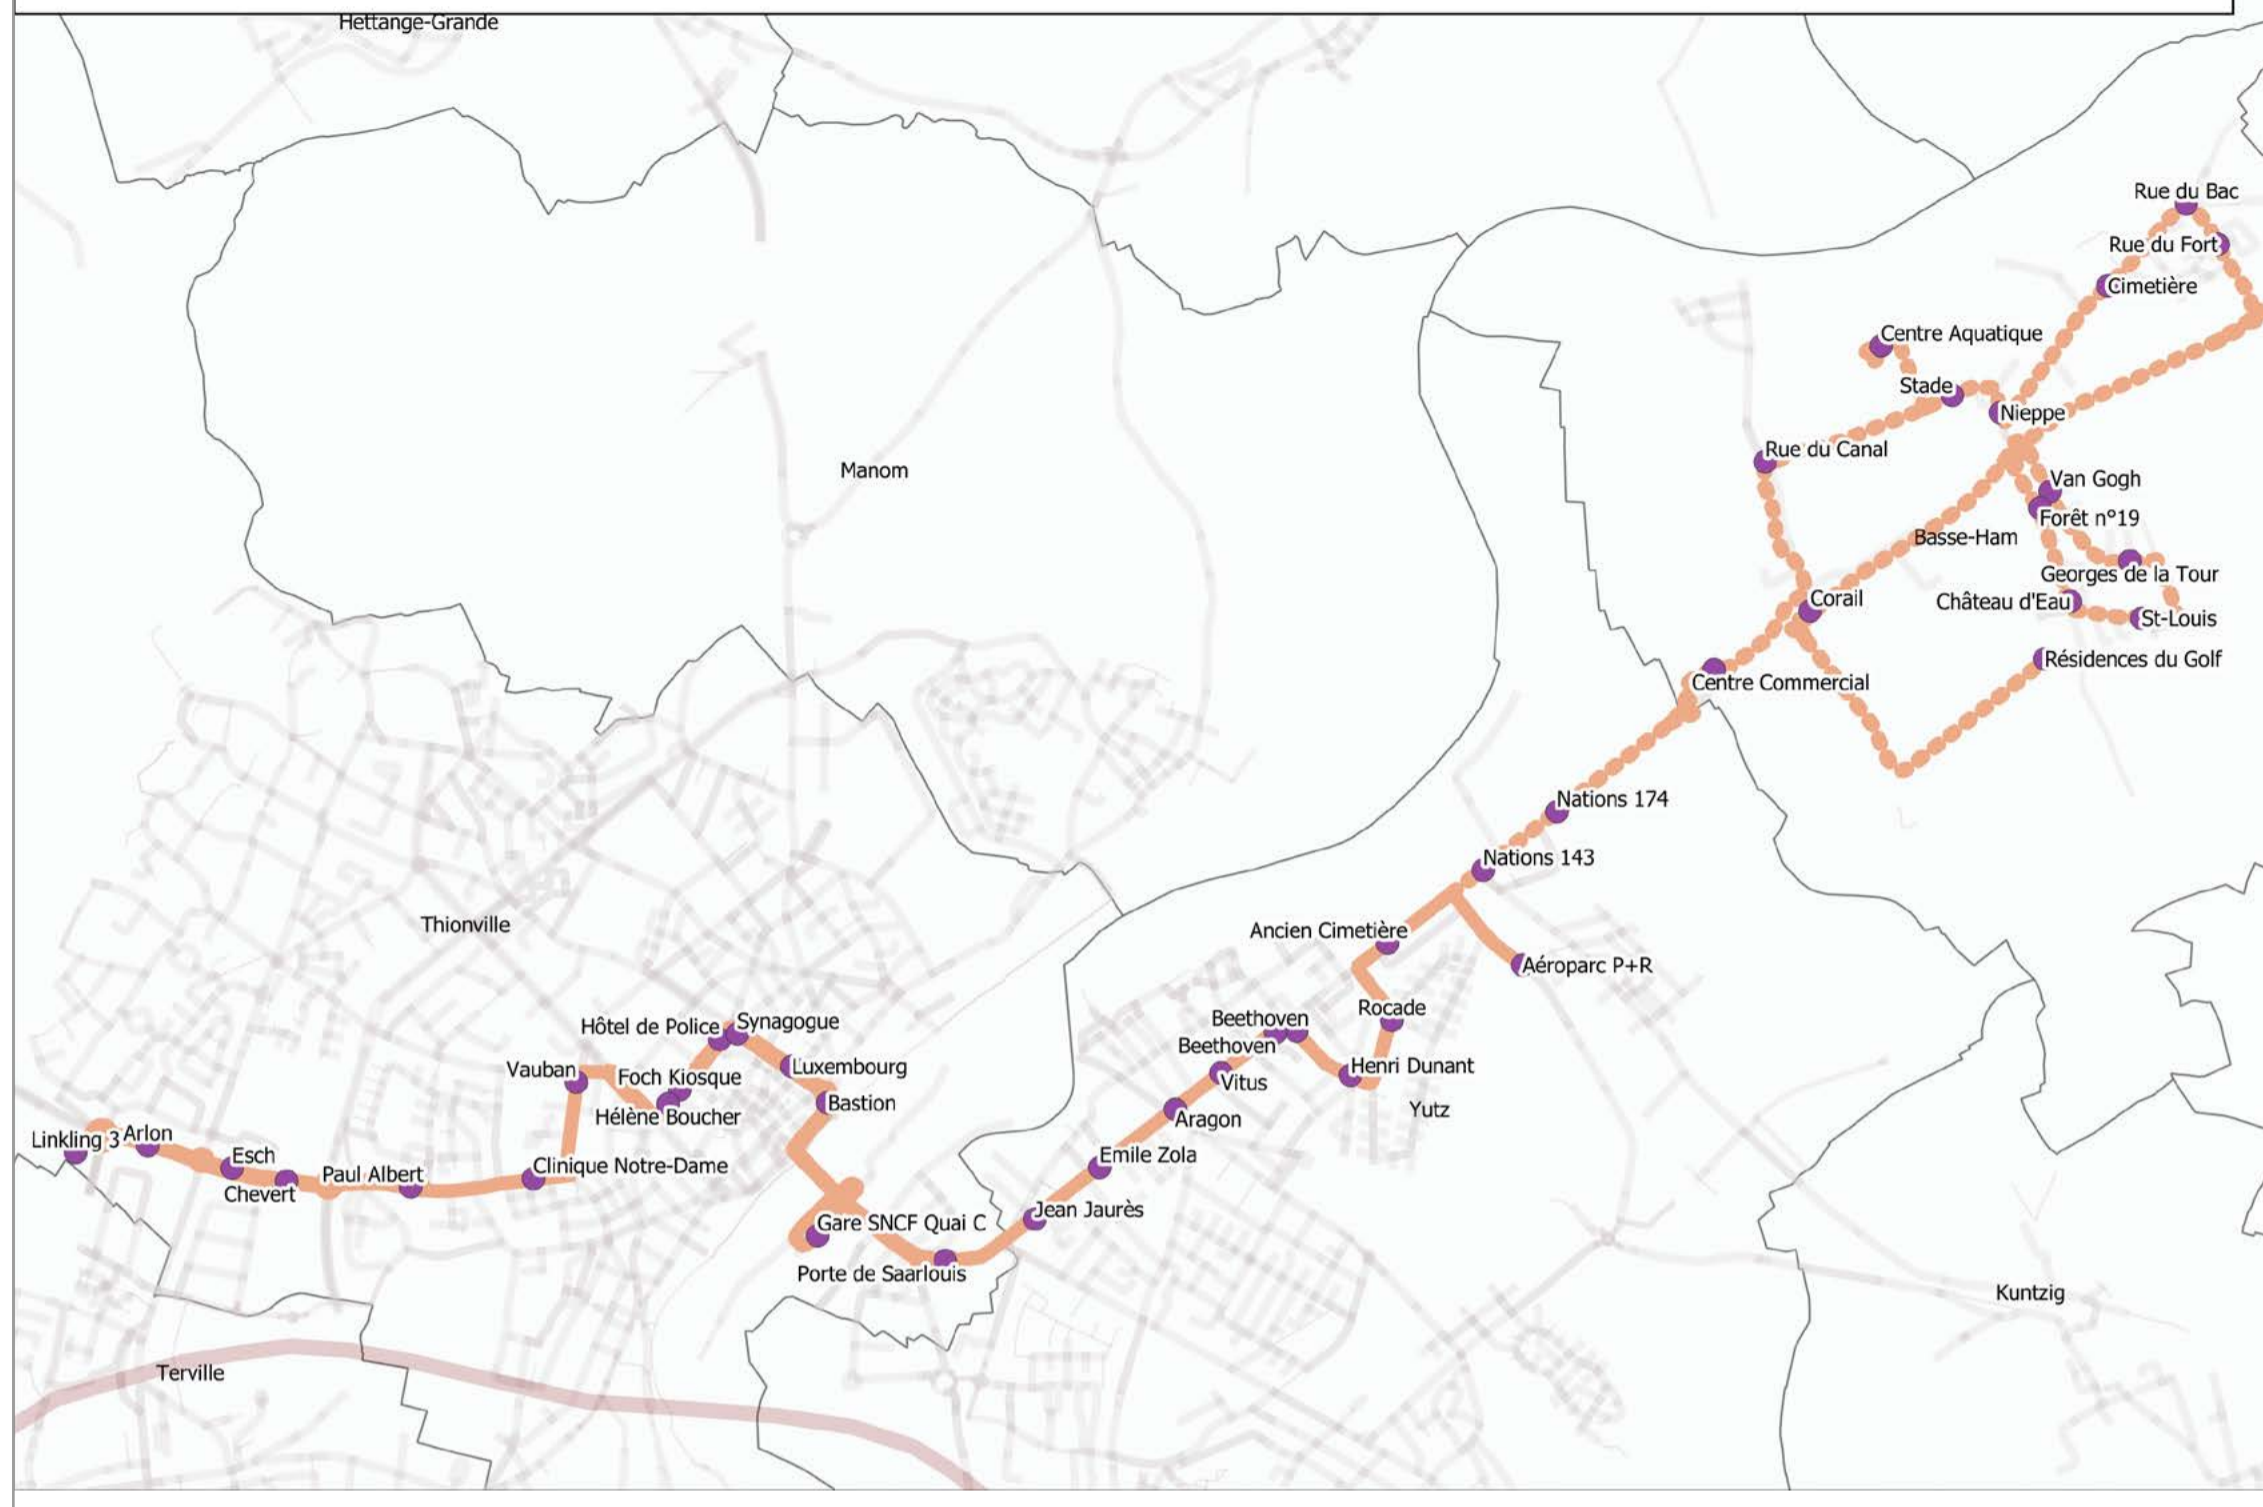 Hettange-Grande
Rue du Bac
Rue du Fort
Cimetière
Centre Aquatique
Stade
Nieppe
Rue du Canal
Manom
Van Gogh
Forêt n°19
Basse-Ham
Georges de la Tour
Corail
Château d'Eau
St-Louis
Résidences du Golf
Centre Commercial
Nations 174
Nations 143
Thionville
Ancien Cimetière
Aéroparc P+R
Rocade
Beethoven
Hôtel de Police
Synagogue
Beethoven
Vauban
Foch Kiosque
Luxembourg
Henri Dunant
Vitus
Bastion
Hélène Boucher
Yutz
Aragon
Linkling 3
Arlon
Esch
Emile Zola
Clinique Notre-Dame
Paul Albert
Chevert
Jean Jaurès
Gare SNCF Quai C
Porte de Saarlouis
Kuntzig
Terville